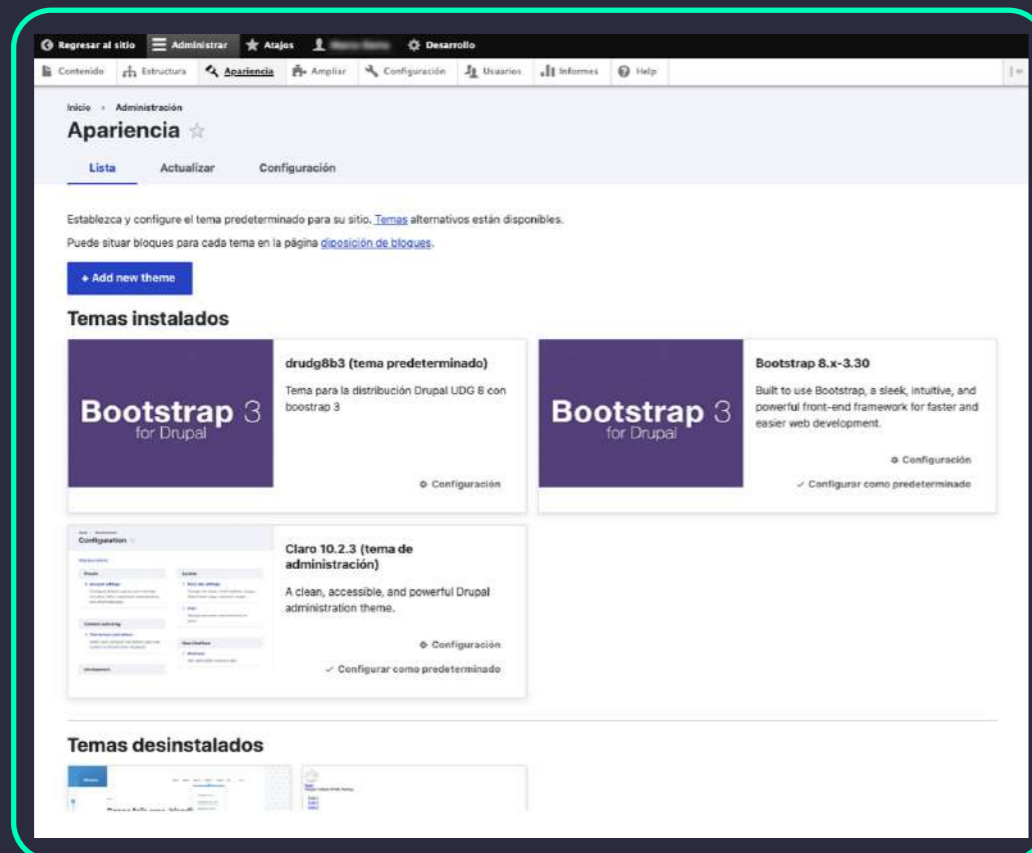 Regresar al sitio Administrar Atajos Desarrollo
Contenido Estructura Apariencia Ampliar Configuración Usuarios Informes Help
Inicio › Administración
Apariencia
Lista Actualizar Configuración
Establezca y configure el tema predeterminado para su sitio. Temas alternativos están disponibles.
Puede situar bloques para cada tema en la página diposición de bloques.
+ Add new theme
Temas instalados
Bootstrap 3
for Drupal
drudg8b3 (tema predeterminado)
Tema para la distribución Drupal UDG 8 con
boostrap 3
Configuración
Bootstrap 3
for Drupal
Bootstrap 8.x-3.30
Built to use Bootstrap, a sleek, intuitive, and
powerful front-end framework for faster and
easier web development.
Configuración
Configurar como predeterminado
Configuration
Claro 10.2.3 (tema de
administración)
A clean, accessible, and powerful Drupal
administration theme.
Configuración
Configurar como predeterminado
Temas desinstalados